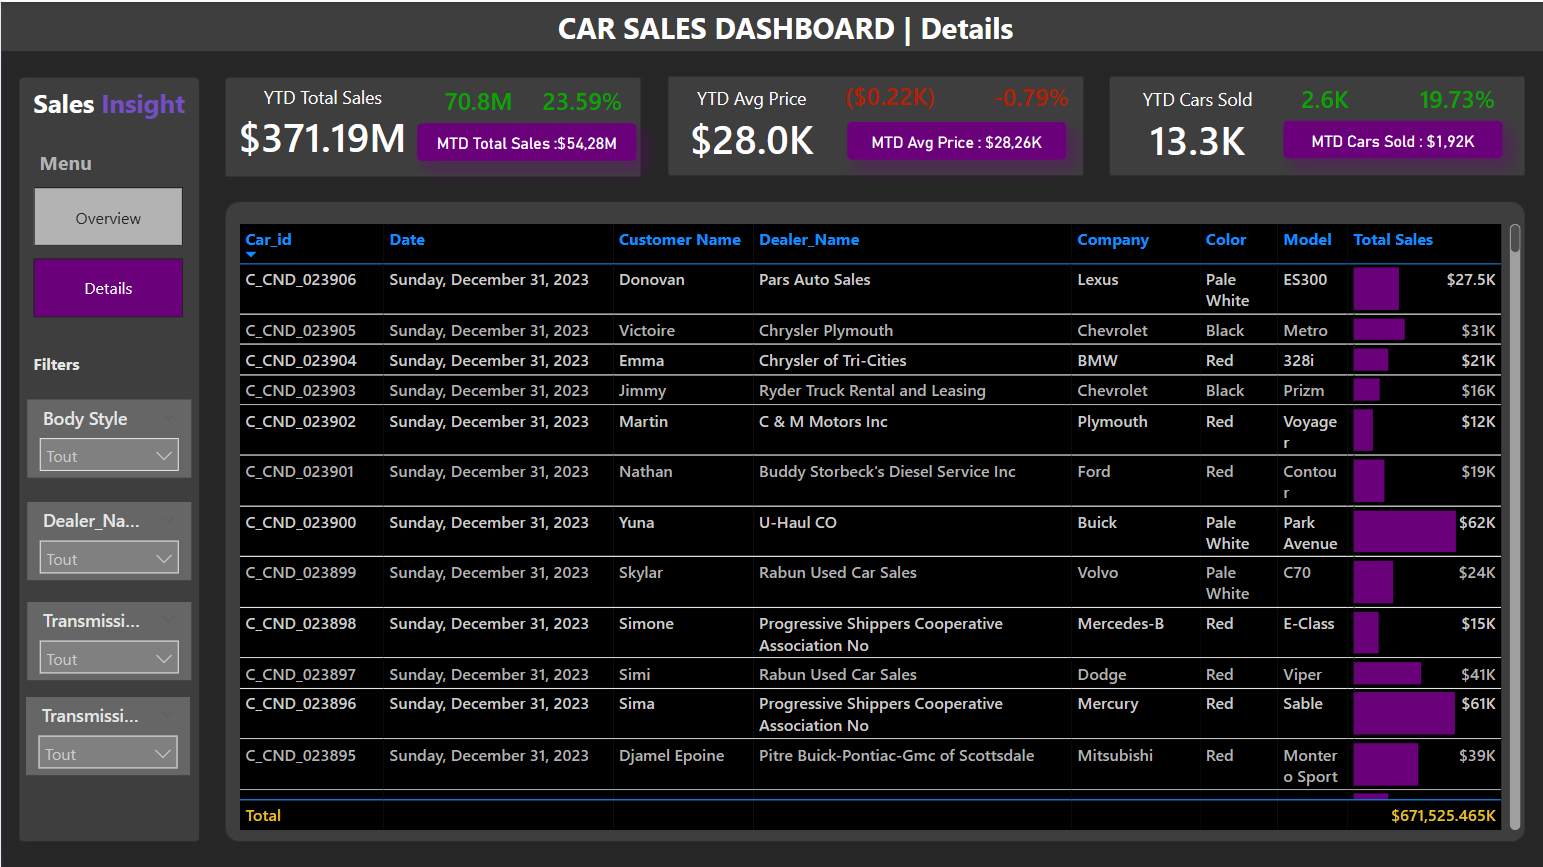 CAR SALES DASHBOARD | Details
Sales Insight
Menu
Overview
Details
Filters
Body Style
Tout
Dealer_Na...
Tout
Transmissi...
Tout
Transmissi...
Tout
YTD Total Sales 70.8M 23.59%
$371.19M MTD Total Sales :$54,28M
YTD Avg Price ($0.22K) -0.79%
$28.0K MTD Avg Price : $28,26K
YTD Cars Sold 2.6K 19.73%
13.3K MTD Cars Sold : $1,92K
Car_id Date Customer Name Dealer_Name Company Color Model Total Sales
C_CND_023906 Sunday, December 31, 2023 Donovan Pars Auto Sales Lexus Pale ES300 $27.5K
White
C_CND_023905 Sunday, December 31, 2023 Victoire Chrysler Plymouth Chevrolet Black Metro $31K
C_CND_023904 Sunday, December 31, 2023 Emma Chrysler of Tri-Cities BMW Red 328i $21K
C_CND_023903 Sunday, December 31, 2023 Jimmy Ryder Truck Rental and Leasing Chevrolet Black Prizm $16K
C_CND_023902 Sunday, December 31, 2023 Martin C & M Motors Inc Plymouth Red Voyage $12K
r
C_CND_023901 Sunday, December 31, 2023 Nathan Buddy Storbeck's Diesel Service Inc Ford Red Contou $19K
r
C_CND_023900 Sunday, December 31, 2023 Yuna U-Haul CO Buick Pale Park $62K
White Avenue
C_CND_023899 Sunday, December 31, 2023 Skylar Rabun Used Car Sales Volvo Pale C70 $24K
White
C_CND_023898 Sunday, December 31, 2023 Simone Progressive Shippers Cooperative Mercedes-B Red E-Class $15K
Association No
C_CND_023897 Sunday, December 31, 2023 Simi Rabun Used Car Sales Dodge Red Viper $41K
C_CND_023896 Sunday, December 31, 2023 Sima Progressive Shippers Cooperative Mercury Red Sable $61K
Association No
C_CND_023895 Sunday, December 31, 2023 Djamel Epoine Pitre Buick-Pontiac-Gmc of Scottsdale Mitsubishi Red Monter $39K
o Sport
Total $671,525.465K